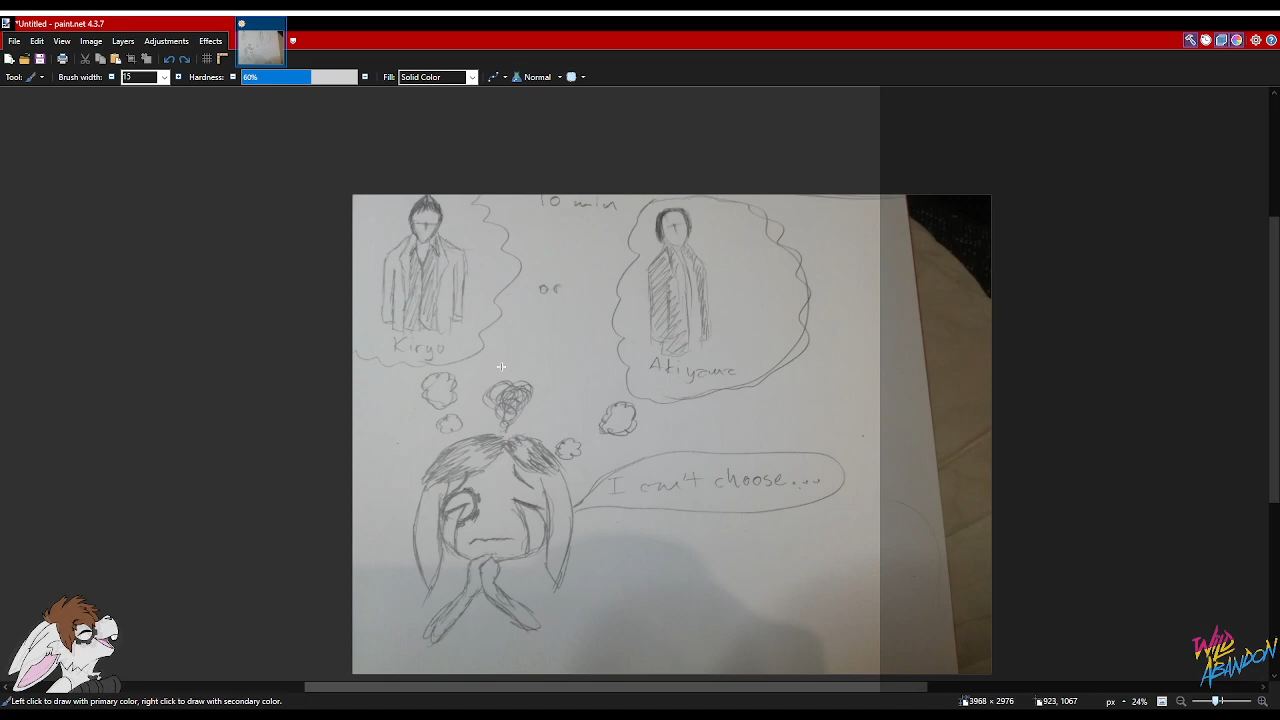 *Untitled - paint.net 4.3.7
File Edit View Image Layers Adjustments Effects
Tool: Brush width: 15 Hardness: 60% Fill: Solid Color Normal
10 min
or
Kiryu
Akiyama
I can't choose...
WILD
ABANDON
Left click to draw with primary color, right click to draw with secondary color. 3968 × 2976 923, 1067 px 24%